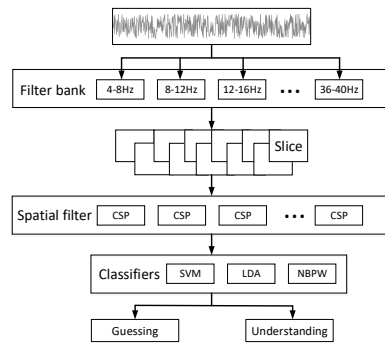 Filter bank 4-8Hz 8-12Hz 12-16Hz ••• 36-40Hz
Slice
Spatial filter CSP CSP CSP ••• CSP
Classifiers SVM LDA NBPW
Guessing Understanding